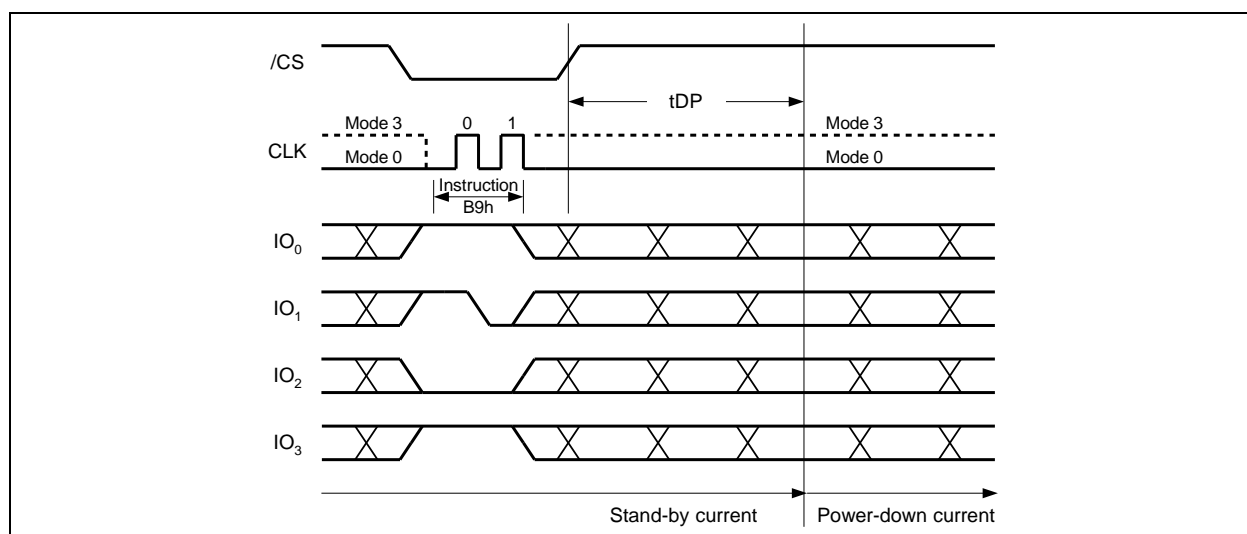 /CS
tDP
Mode 3 0 1 Mode 3
CLK
Mode 0 Mode 0
Instruction
B9h
IO0
IO1
IO2
IO3
Stand-by current Power-down current